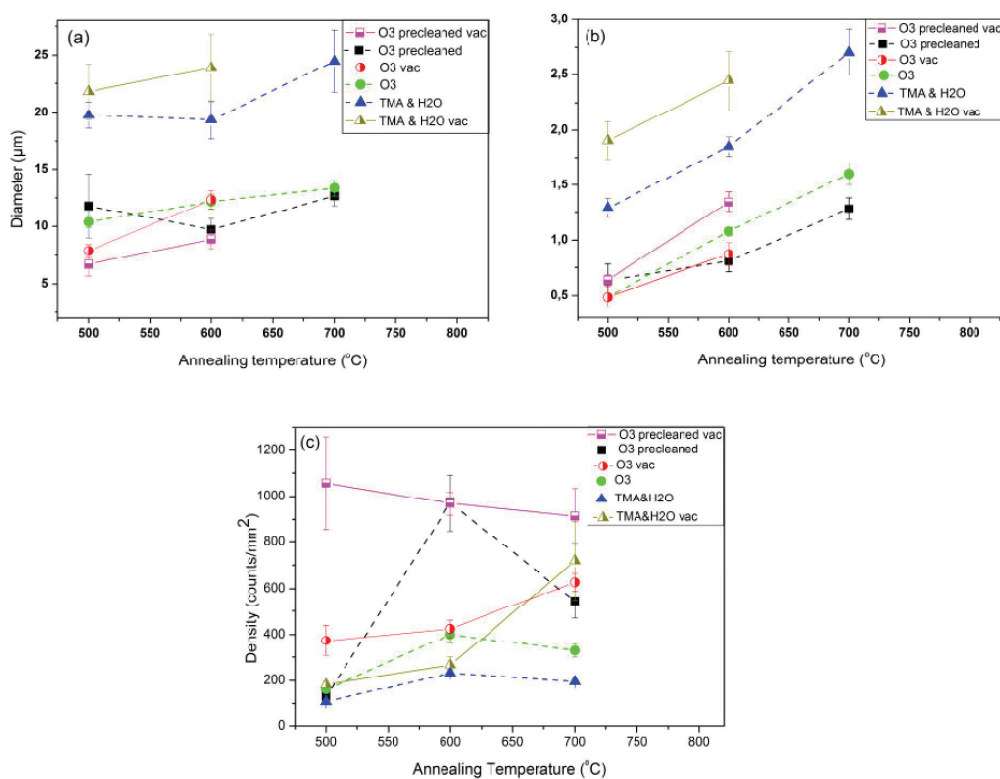 (a)
O3 precleaned vac
O3 precleaned
O3 vac
O3
TMA & H2O
TMA & H2O vac
25
20
15
10
5
Diameler (µm)
500 550 600 650 700 750 800
Annealing temperature (°C)
(b)
O3 precleaned vac
O3 precleaned
O3 vac
O3
TMA & H2O
TMA & H2O vac
3,0
2,5
2,0
1,5
1,0
0,5
500 550 600 650 700 750 800
Annealing temperature (°C)
(c)
O3 precleaned vac
O3 precleaned
O3 vac
O3
TMA&H2O
TMA&H2O vac
1200
1000
800
600
400
200
0
Density (counts/mm²)
500 550 600 650 700 750 800
Annealing Temperature (°C)